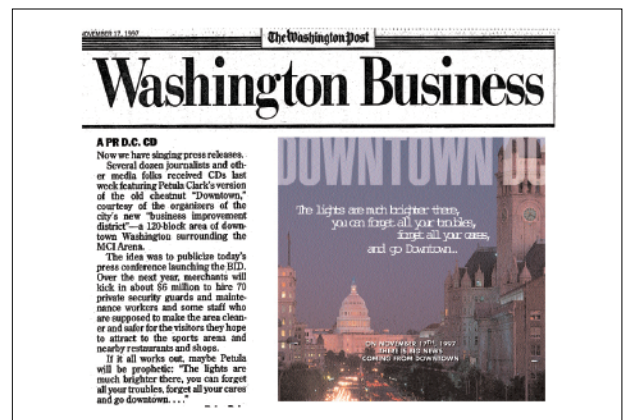 NOVEMBER 17, 1997
The Washington Post
Washington Business
A PR D.C. CD
Now we have singing press releases.
Several dozen journalists and oth-
er media folks received CDs last
week featuring Petula Clark's version
of the old chestnut "Downtown,"
courtesy of the organizers of the
city's new "business improvement
district"—a 120-block area of down-
town Washington surrounding the
MCI Arena.
The idea was to publicize today's
press conference launching the BID.
Over the next year, merchants will
kick in about $6 million to hire 70
private security guards and mainte-
nance workers and some staff who
are supposed to make the area clean-
er and safer for the visitors they hope
to attract to the sports arena and
nearby restaurants and shops.
If it all works out, maybe Petula
will be prophetic: "The lights are
much brighter there, you can forget
all your troubles, forget all your cares
and go downtown. . . ."
DOWNTOWN DC
The lights are much brighter there,
you can forget all your troubles,
forget all your cares,
and go Downtown...
ON NOVEMBER 17TH, 1997
THERE IS BIG NEWS
COMING FROM DOWNTOWN